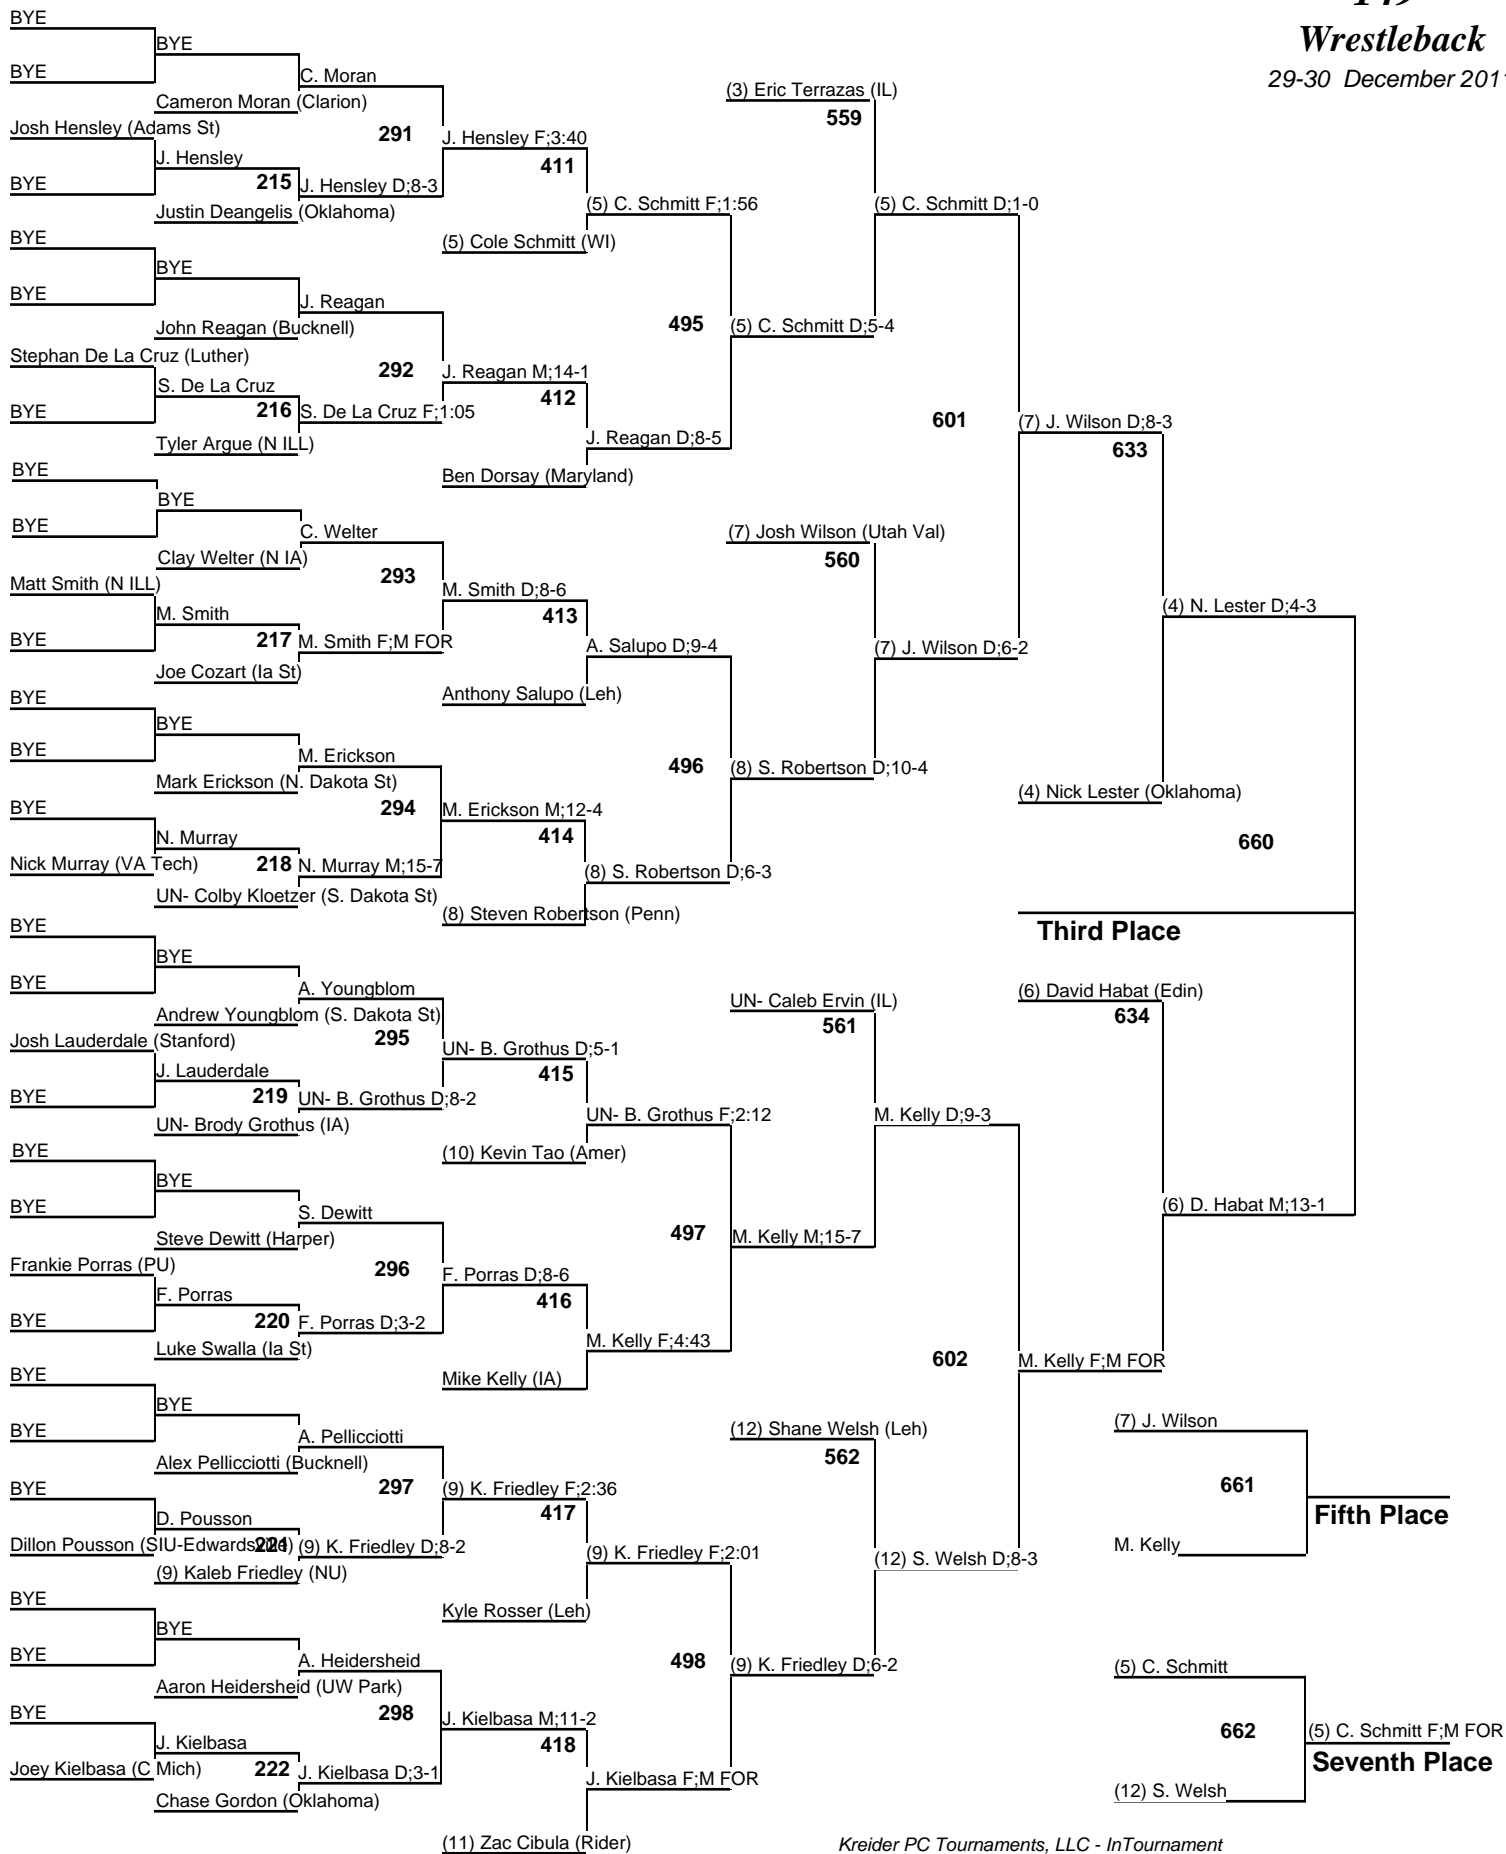 Wrestleback
29-30 December 201
BYE
BYE
BYE
C. Moran
Cameron Moran (Clarion)
Josh Hensley (Adams St)
291
J. Hensley F;3:40
J. Hensley
215
J. Hensley D;8-3
BYE
Justin Deangelis (Oklahoma)
411
(5) C. Schmitt F;1:56
(5) Cole Schmitt (WI)
(3) Eric Terrazas (IL)
559
(5) C. Schmitt D;1-0
BYE
BYE
BYE
J. Reagan
John Reagan (Bucknell)
Stephan De La Cruz (Luther)
292
J. Reagan M;14-1
S. De La Cruz
216
S. De La Cruz F;1:05
BYE
Tyler Argue (N ILL)
412
J. Reagan D;8-5
Ben Dorsay (Maryland)
495
(5) C. Schmitt D;5-4
601
(7) J. Wilson D;8-3
633
BYE
BYE
BYE
C. Welter
Clay Welter (N IA)
Matt Smith (N ILL)
293
M. Smith D;8-6
M. Smith
217
M. Smith F;M FOR
BYE
Joe Cozart (Ia St)
413
A. Salupo D;9-4
Anthony Salupo (Leh)
(7) Josh Wilson (Utah Val)
560
(7) J. Wilson D;6-2
(4) N. Lester D;4-3
BYE
BYE
BYE
M. Erickson
Mark Erickson (N. Dakota St)
BYE
294
M. Erickson M;12-4
N. Murray
218
N. Murray M;15-7
Nick Murray (VA Tech)
UN- Colby Kloetzer (S. Dakota St)
414
(8) S. Robertson D;6-3
(8) Steven Robertson (Penn)
496
(8) S. Robertson D;10-4
(4) Nick Lester (Oklahoma)
660
Third Place
BYE
BYE
BYE
A. Youngblom
Andrew Youngblom (S. Dakota St)
Josh Lauderdale (Stanford)
295
UN- B. Grothus D;5-1
J. Lauderdale
219
UN- B. Grothus D;8-2
BYE
UN- Brody Grothus (IA)
415
UN- B. Grothus F;2:12
(10) Kevin Tao (Amer)
UN- Caleb Ervin (IL)
561
M. Kelly D;9-3
(6) David Habat (Edin)
634
BYE
BYE
BYE
S. Dewitt
Steve Dewitt (Harper)
Frankie Porras (PU)
296
F. Porras D;8-6
F. Porras
220
F. Porras D;3-2
BYE
Luke Swalla (Ia St)
416
M. Kelly F;4:43
Mike Kelly (IA)
497
M. Kelly M;15-7
(6) D. Habat M;13-1
602
M. Kelly F;M FOR
BYE
BYE
BYE
A. Pellicciotti
Alex Pellicciotti (Bucknell)
BYE
297
(9) K. Friedley F;2:36
D. Pousson
221
(9) K. Friedley D;8-2
Dillon Pousson (SIU-Edwardsville)
(9) Kaleb Friedley (NU)
417
(9) K. Friedley F;2:01
Kyle Rosser (Leh)
(12) Shane Welsh (Leh)
562
(12) S. Welsh D;8-3
(7) J. Wilson
661
Fifth Place
M. Kelly
BYE
BYE
BYE
A. Heidersheid
Aaron Heidersheid (UW Park)
BYE
298
J. Kielbasa M;11-2
J. Kielbasa
222
J. Kielbasa D;3-1
Joey Kielbasa (C Mich)
Chase Gordon (Oklahoma)
418
J. Kielbasa F;M FOR
(11) Zac Cibula (Rider)
498
(9) K. Friedley D;6-2
(5) C. Schmitt
662
(5) C. Schmitt F;M FOR
Seventh Place
(12) S. Welsh
Kreider PC Tournaments, LLC - InTournament